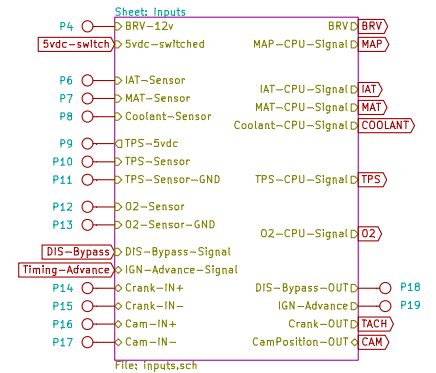 Sheet: Inputs
P4 BRV-12v BRV BRV
5vdc-switch 5vdc-switched MAP-CPU-Signal MAP
P6 IAT-Sensor IAT-CPU-Signal IAT
P7 MAT-Sensor MAT-CPU-Signal MAT
P8 Coolant-Sensor Coolant-CPU-Signal COOLANT
P9 TPS-5vdc
P10 TPS-Sensor
P11 TPS-Sensor-GND TPS-CPU-Signal TPS
P12 O2-Sensor
P13 O2-Sensor-GND O2-CPU-Signal O2
DIS-Bypass DIS-Bypass-Signal
Timing-Advance IGN-Advance-Signal
P14 Crank-IN+ DIS-Bypass-OUT P18
P15 Crank-IN- IGN-Advance P19
P16 Cam-IN+ Crank-OUT TACH
P17 Cam-IN- CamPosition-OUT CAM
File: inputs.sch